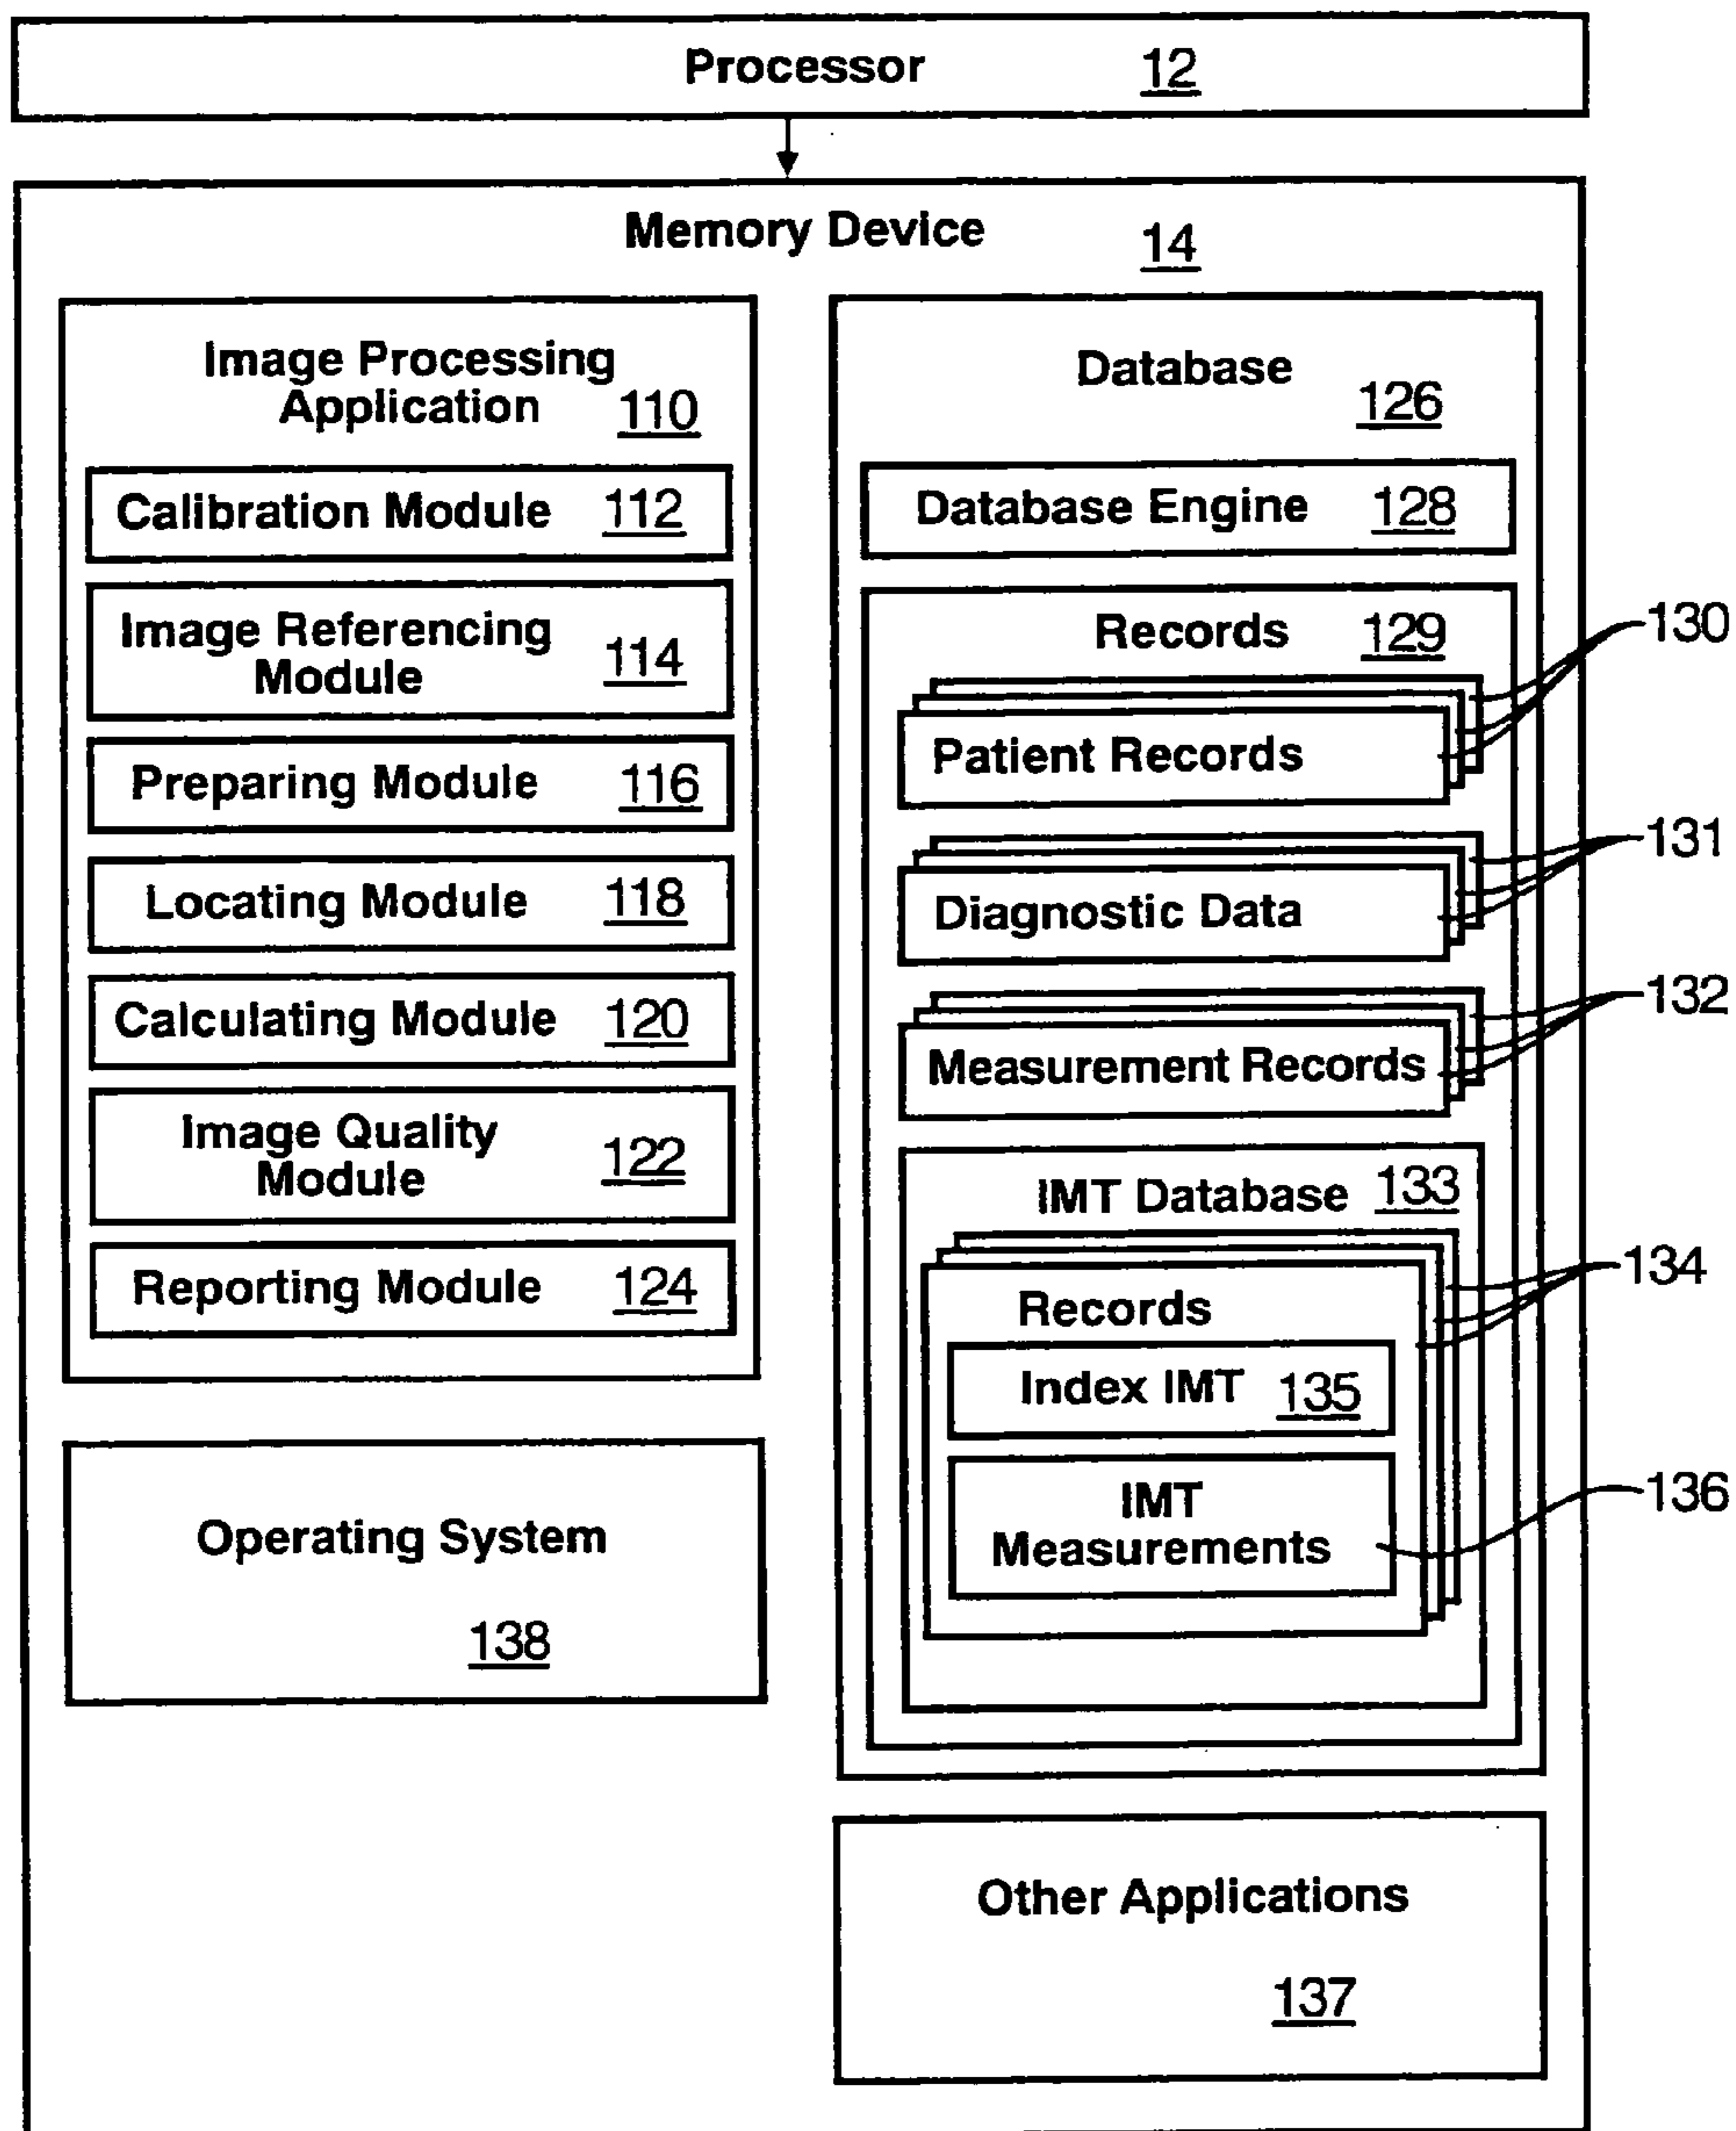 Processor 12
Memory Device 14
Image Processing
Application 110
Calibration Module 112
Image Referencing
Module 114
Preparing Module 116
Locating Module 118
Calculating Module 120
Image Quality
Module 122
Reporting Module 124
Operating System
138
Database
126
Database Engine 128
Records 129
130
Patient Records
131
Diagnostic Data
132
Measurement Records
IMT Database 133
134
Records
Index IMT 135
136
IMT
Measurements
Other Applications
137